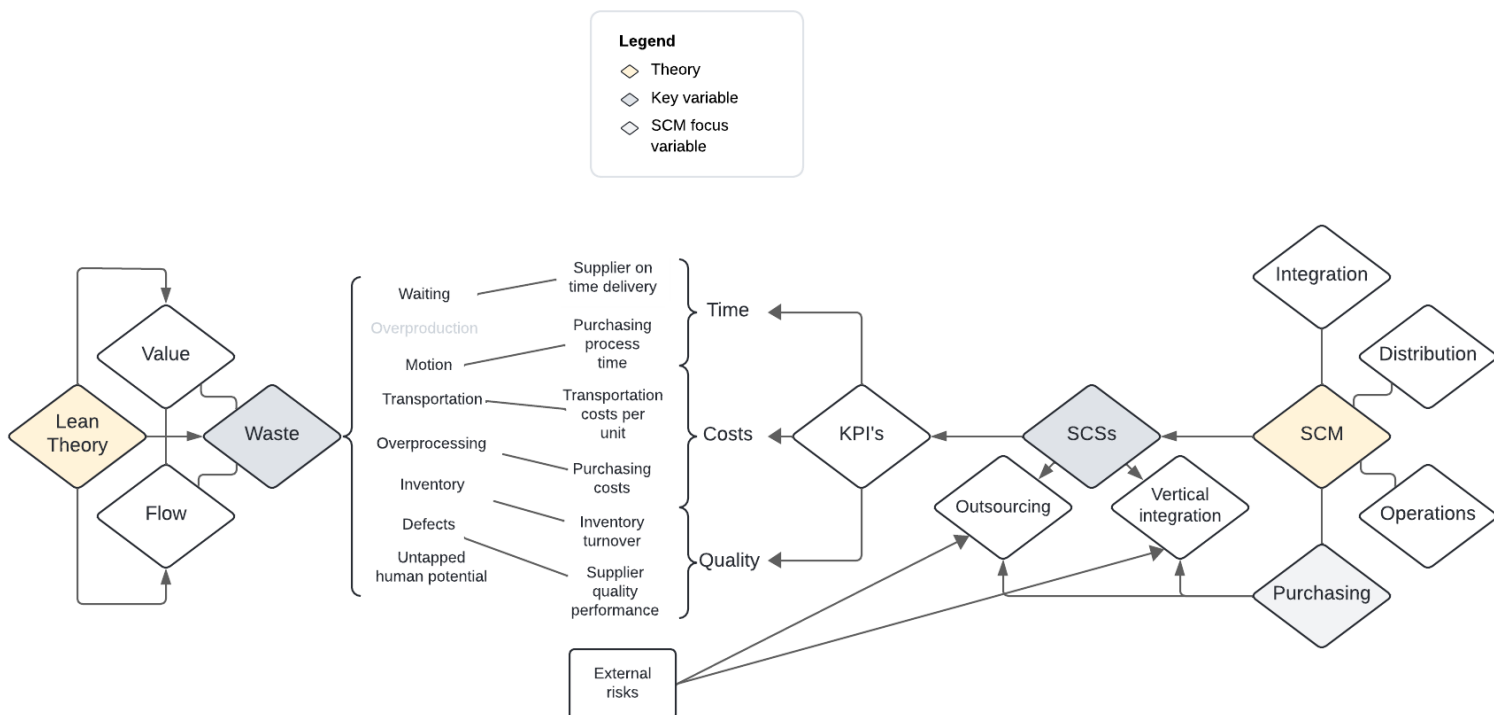 Legend
Theory
Key variable
SCM focus
variable
Lean
Theory
Value
Flow
Waste
Waiting
Overproduction
Motion
Transportation
Overprocessing
Inventory
Defects
Untapped
human potential
Supplier on
time delivery
Purchasing
process
time
Transportation
costs per
unit
Purchasing
costs
Inventory
turnover
Supplier
quality
performance
Time
Costs
Quality
KPI's
SCSs
Outsourcing
Vertical
integration
SCM
Integration
Distribution
Operations
Purchasing
External
risks